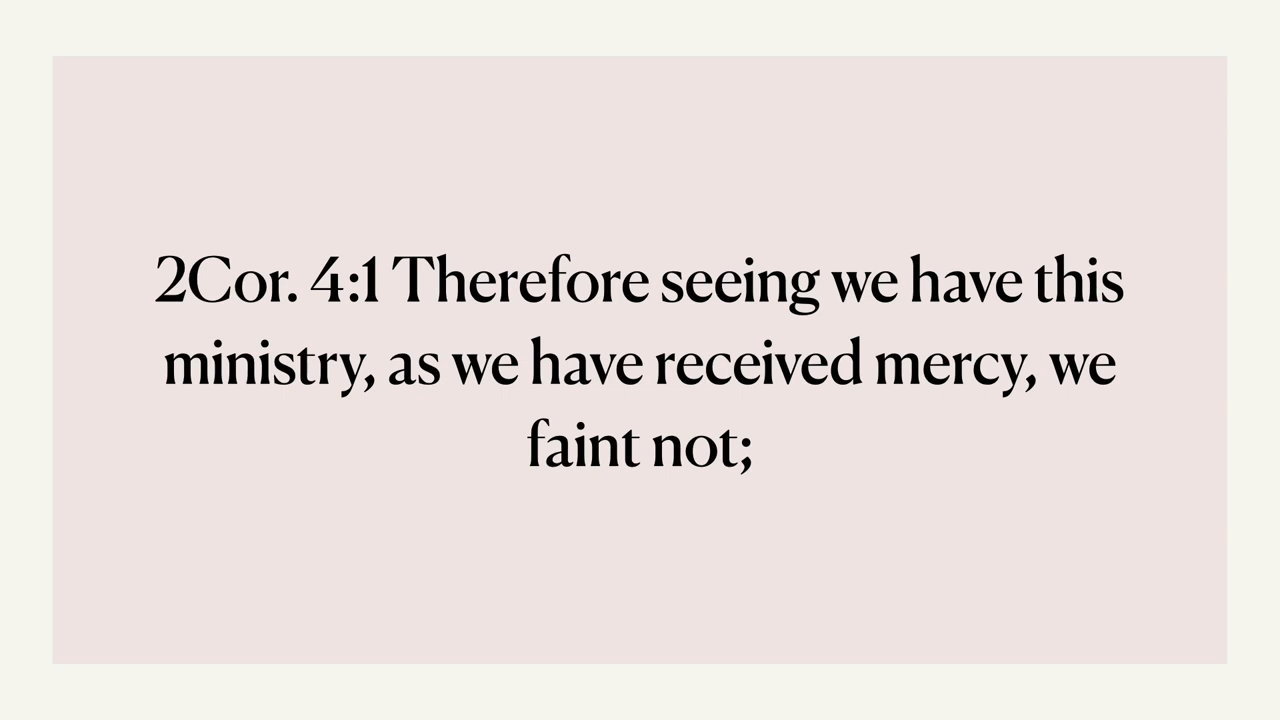 2Cor. 4:1 Therefore seeing we have this
ministry, as we have received mercy, we
faint not;